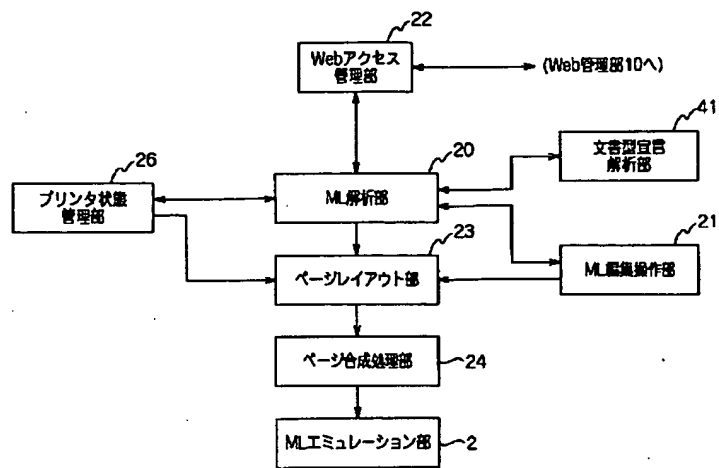 22
Webアクセス
管理部
(Web管理部10へ)
41
文書型宣言
解析部
20
ML解析部
26
プリンタ状態
管理部
21
ML編集操作部
23
ページレイアウト部
ページ合成処理部
24
MLエミュレーション部
2